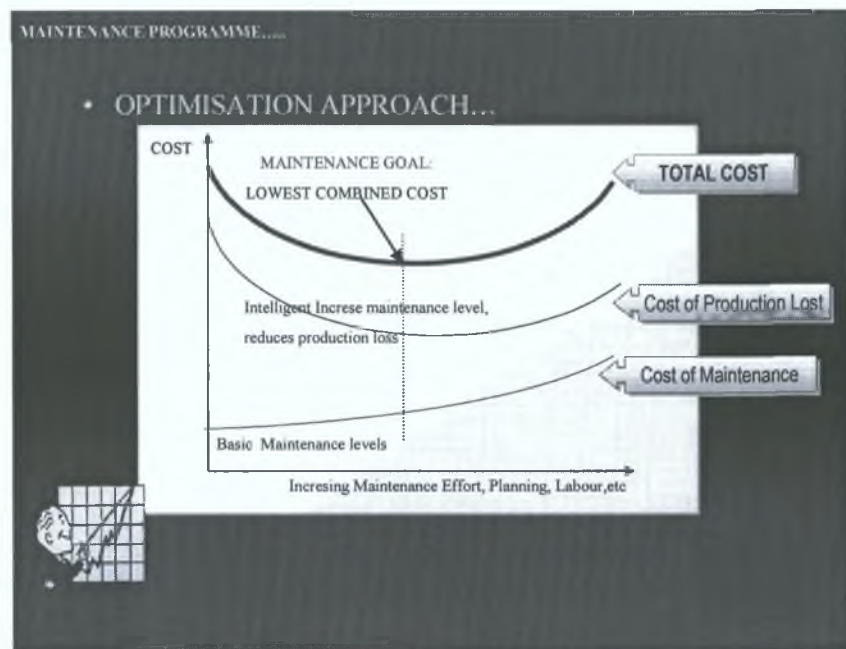 MAINTENANCE PROGRAMME.....
• OPTIMISATION APPROACH...
COST
MAINTENANCE GOAL:
LOWEST COMBINED COST
TOTAL COST
Intelligent Increse maintenance level,
reduces production loss
Cost of Production Lost
Cost of Maintenance
Basic Maintenance levels
Incresing Maintenance Effort, Planning, Labour,etc